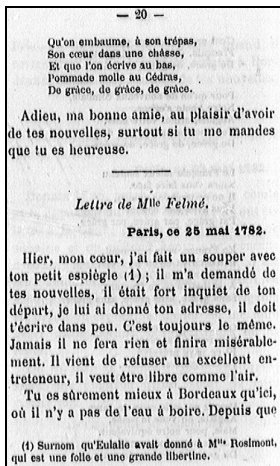 — 20 —
Qu'on embaume, à son trépas,
Son cœur dans une châsse,
Et que l'on écrive au bas,
Pommade molle au Cédras,
De grâce, de grâce, de grâce.
Adieu, ma bonne amie, au plaisir d'avoir
de tes nouvelles, surtout si tu me mandes
que tu es heureuse.
Lettre de Mlle Felmé.
Paris, ce 25 mai 1782.
Hier, mon cœur, j'ai fait un souper avec
ton petit espiègle (1) ; il m'a demandé de
tes nouvelles, il était fort inquiet de ton
départ, je lui ai donné ton adresse, il doit
t'écrire dans peu. C'est toujours le même.
Jamais il ne fera rien et finira misérable-
ment. Il vient de refuser un excellent en-
treteneur, il veut être libre comme l'air.
Tu es sûrement mieux à Bordeaux qu'ici,
où il n'y a pas de l'eau à boire. Depuis que
(1) Surnom qu'Eulalie avait donné à Mlle Rosimont,
qui est une folle et une grande libertine.